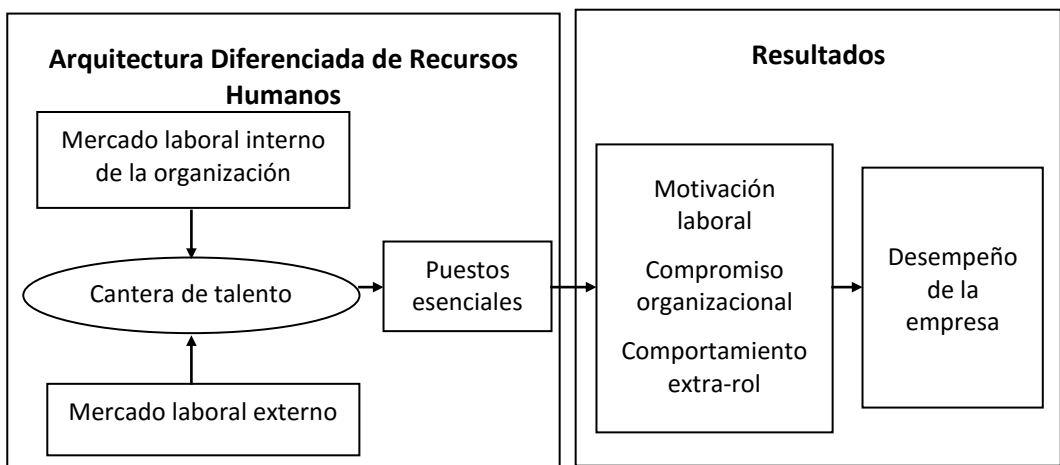 Arquitectura Diferenciada de Recursos
Humanos
Mercado laboral interno
de la organización
Cantera de talento
Mercado laboral externo
Puestos
esenciales
Resultados
Motivación
laboral
Compromiso
organizacional
Comportamiento
extra-rol
Desempeño
de la
empresa